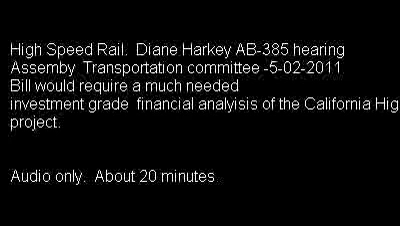 High Speed Rail.  Diane Harkey AB-385 hearing
Assemby  Transportation committee -5-02-2011
Bill would require a much needed
investment grade  financial analyisis of the California Hig
project.
Audio only.  About 20 minutes.